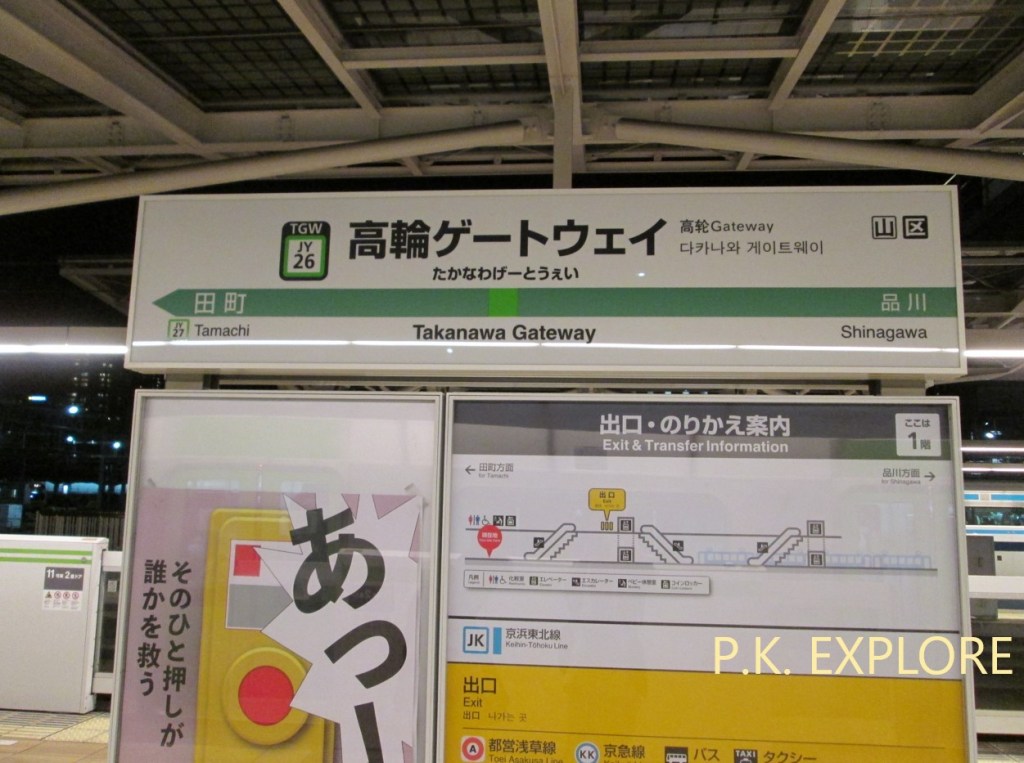 TGW
JY
26
高輪ゲートウェイ
高轮Gateway
다카나와 게이트웨이
山区
たかなわげーとうぇい
田町
品川
JY
27
Tamachi
Takanawa Gateway
Shinagawa
出口・のりかえ案内
Exit & Transfer Information
ここは
1階
← 田町方面
for Tamachi
品川方面 →
for Shinagawa
出口
JK
京浜東北線
Keihin-Tōhoku Line
出口
Exit
出口 나가는 곳
A
都営浅草線
Toei Asakusa Line
KK
京急線
バス
TAXI
タクシー
あっ
そのひと押しが
誰かを救う
P.K. EXPLORE